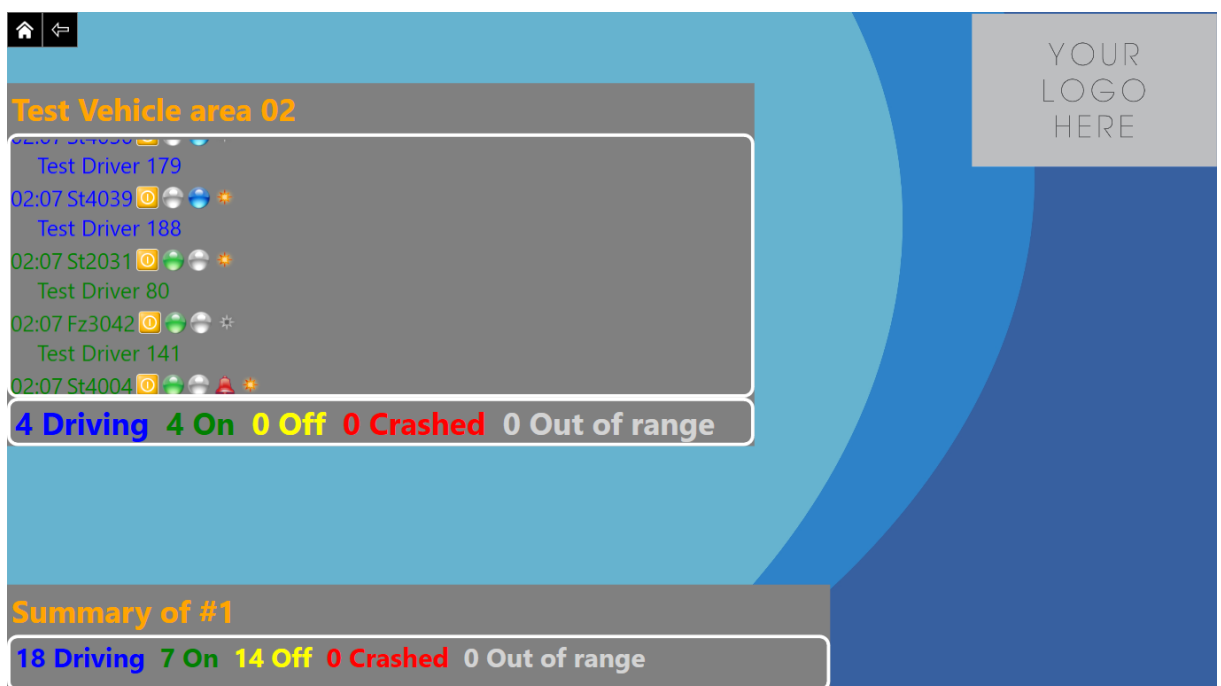 YOUR
LOGO
HERE
Test Vehicle area 02
Test Driver 179
02:07 St4039
Test Driver 188
02:07 St2031
Test Driver 80
02:07 Fz3042
Test Driver 141
02:07 St4004
4 Driving 4 On 0 Off 0 Crashed 0 Out of range
Summary of #1
18 Driving 7 On 14 Off 0 Crashed 0 Out of range